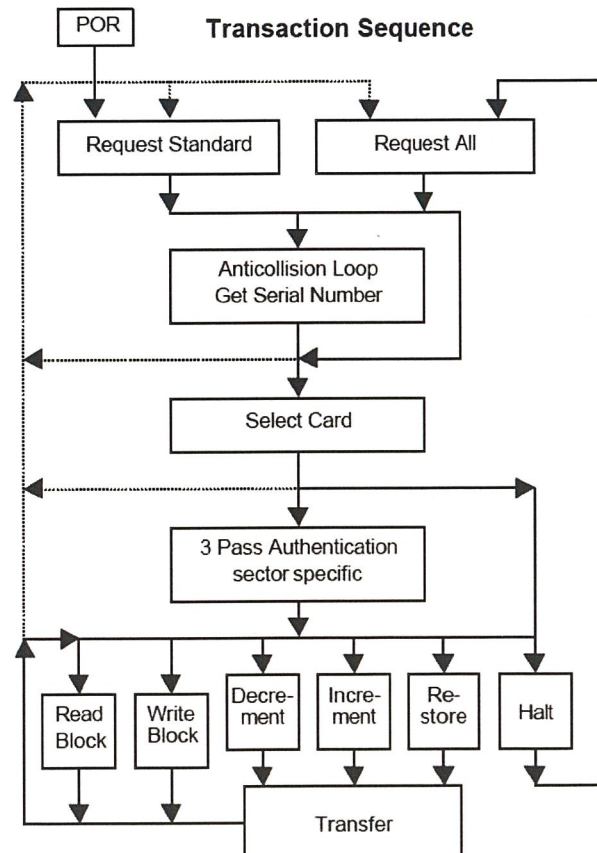 POR
Transaction Sequence
Request Standard
Request All
Anticollision Loop
Get Serial Number
Select Card
3 Pass Authentication
sector specific
Read
Block
Write
Block
Decre-
ment
Incre-
ment
Re-
store
Halt
Transfer